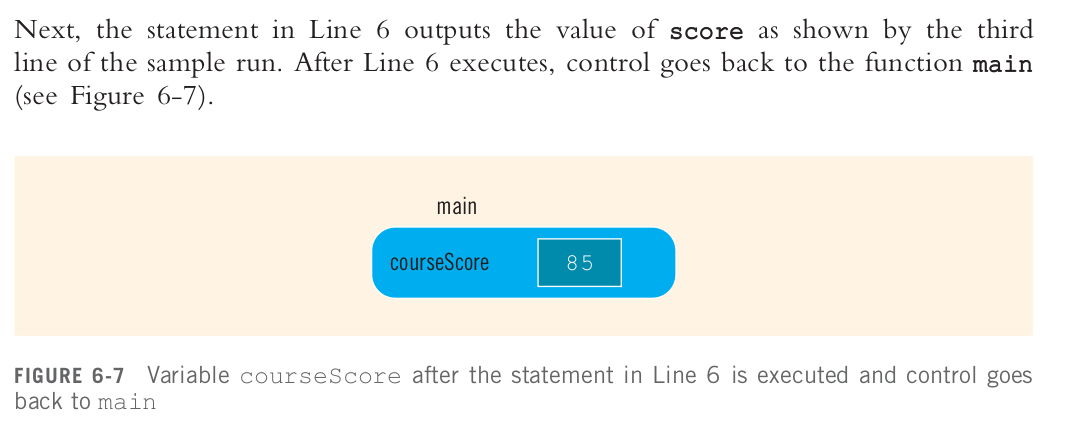 Next, the statement in Line 6 outputs the value of score as shown by the third
line of the sample run. After Line 6 executes, control goes back to the function main
(see Figure 6-7).
main
courseScore 85
FIGURE 6-7 Variable courseScore after the statement in Line 6 is executed and control goes
back to main